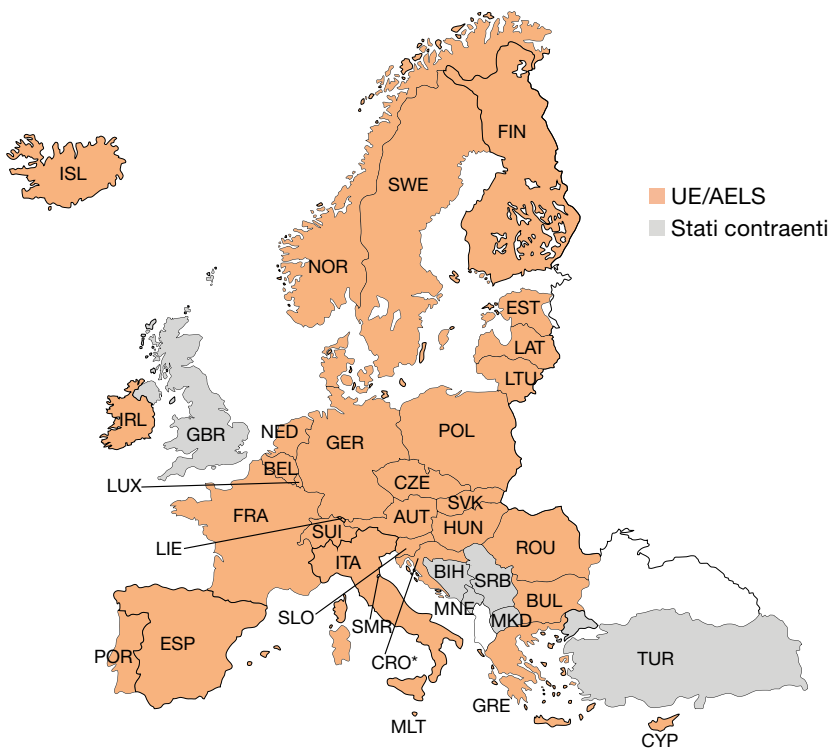 FIN
ISL
SWE
UE/AELS
Stati contraenti
NOR
EST
LAT
LTU
IRL
GBR
NED
GER
POL
BEL
LUX
CZE
SVK
FRA
AUT
HUN
LIE
SUI
ROU
ITA
BIH
SRB
BUL
SLO
SMR
MNE
MKD
ESP
POR
CRO*
TUR
GRE
MLT
CYP